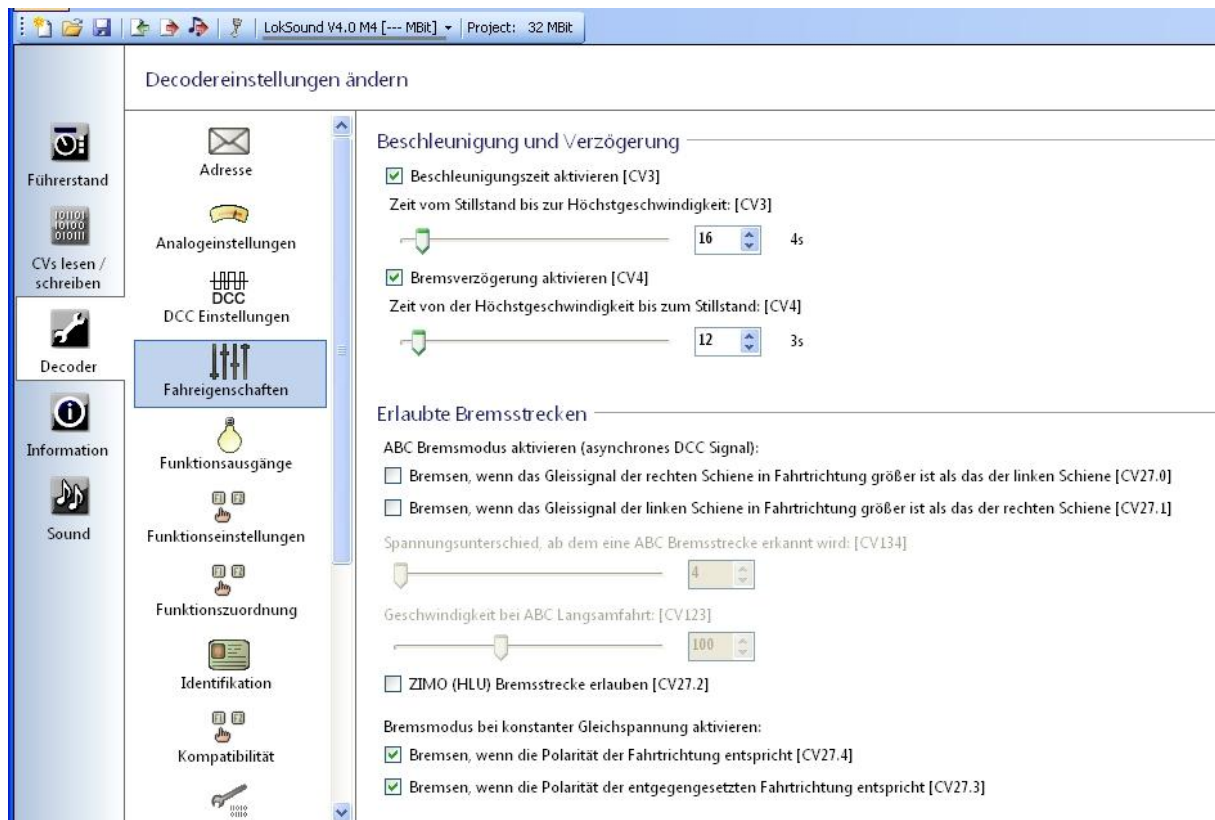 LokSound V4.0 M4 [--- MBit]
Project: 32 MBit
Decodereinstellungen ändern
Führerstand
CVs lesen /
schreiben
Decoder
Information
Sound
Adresse
Analogeinstellungen
DCC
DCC Einstellungen
Fahreigenschaften
Funktionsausgänge
Funktionseinstellungen
Funktionszuordnung
Identifikation
Kompatibilität
Beschleunigung und Verzögerung
Beschleunigungszeit aktivieren [CV3]
Zeit vom Stillstand bis zur Höchstgeschwindigkeit: [CV3]
16 4s
Bremsverzögerung aktivieren [CV4]
Zeit von der Höchstgeschwindigkeit bis zum Stillstand: [CV4]
12 3s
Erlaubte Bremsstrecken
ABC Bremsmodus aktivieren (asynchrones DCC Signal):
Bremsen, wenn das Gleissignal der rechten Schiene in Fahrtrichtung größer ist als das der linken Schiene [CV27.0]
Bremsen, wenn das Gleissignal der linken Schiene in Fahrtrichtung größer ist als das der rechten Schiene [CV27.1]
Spannungsunterschied, ab dem eine ABC Bremsstrecke erkannt wird: [CV134]
4
Geschwindigkeit bei ABC Langsamfahrt: [CV123]
100
ZIMO (HLU) Bremsstrecke erlauben [CV27.2]
Bremsmodus bei konstanter Gleichspannung aktivieren:
Bremsen, wenn die Polarität der Fahrtrichtung entspricht [CV27.4]
Bremsen, wenn die Polarität der entgegengesetzten Fahrtrichtung entspricht [CV27.3]